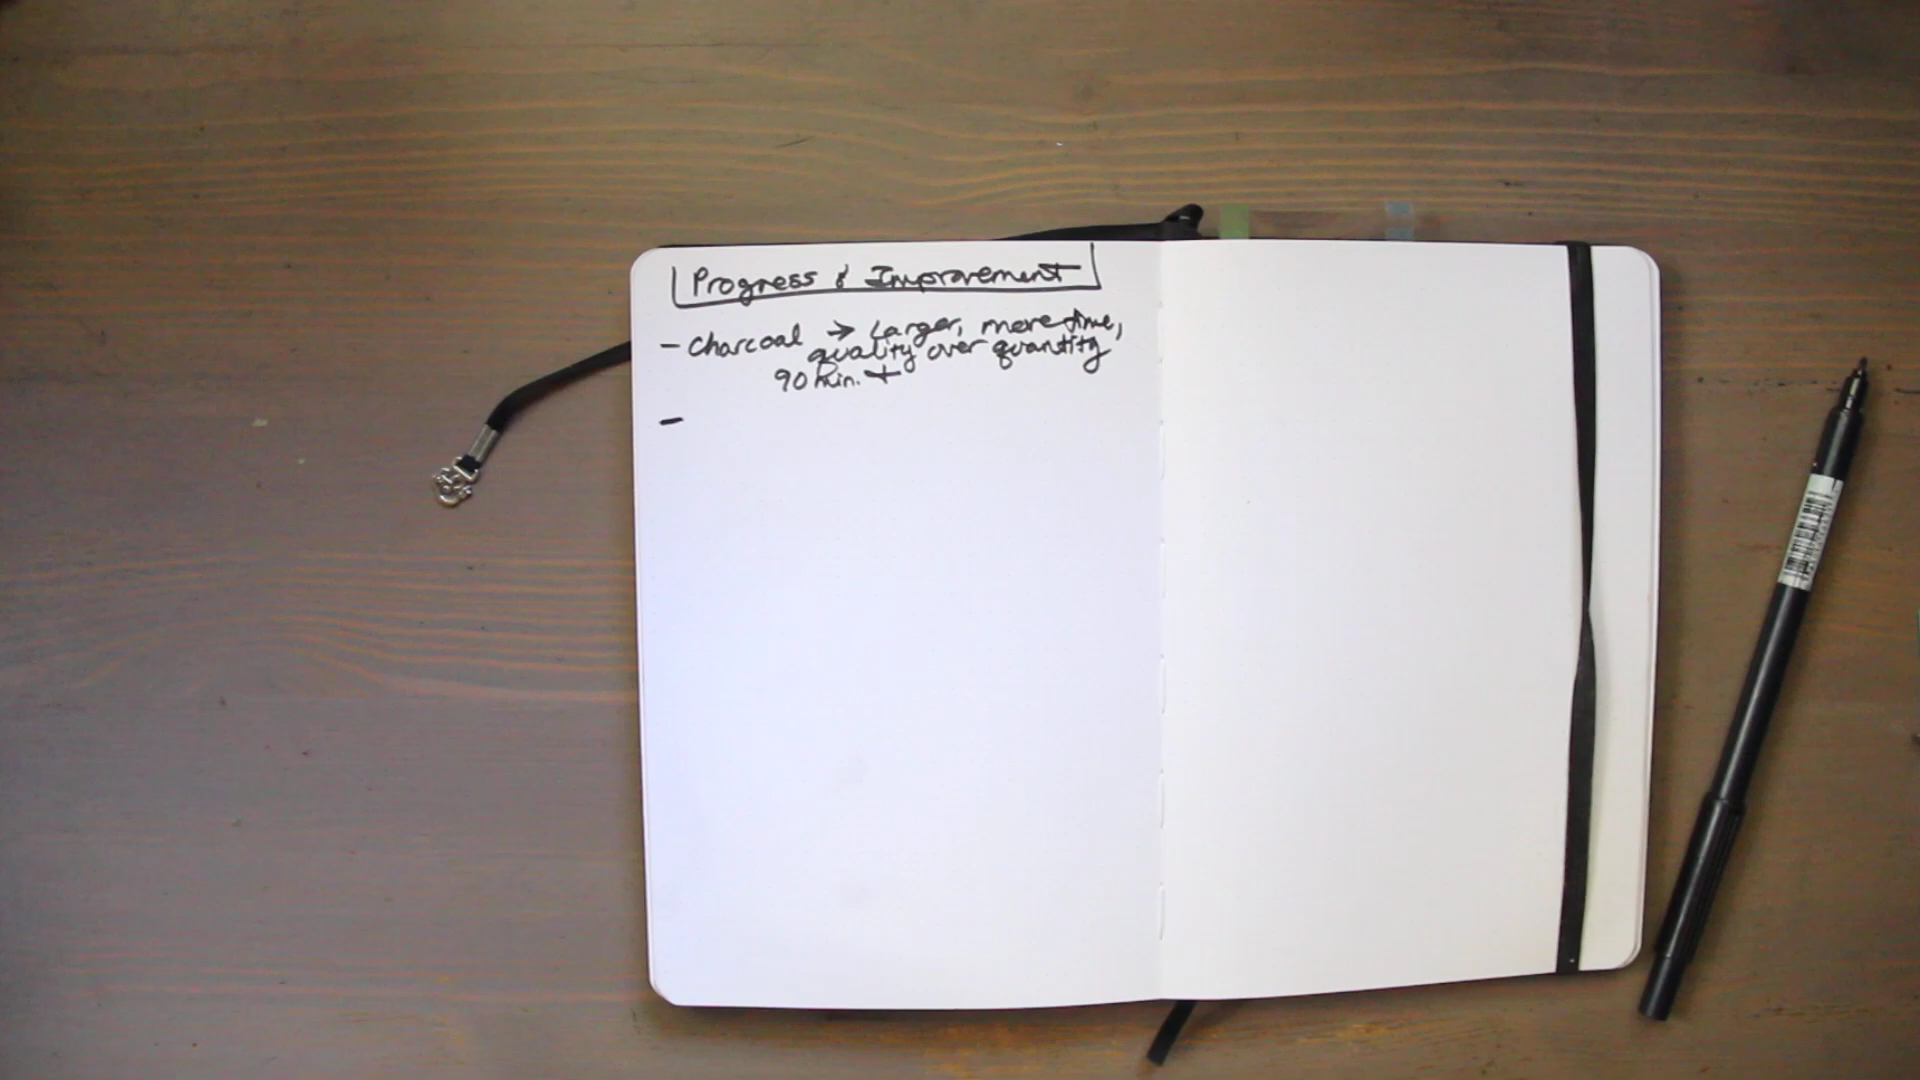 Progress & Improvement
- Charcoal → Larger, more time,
quality over quantity
90 min. +
-